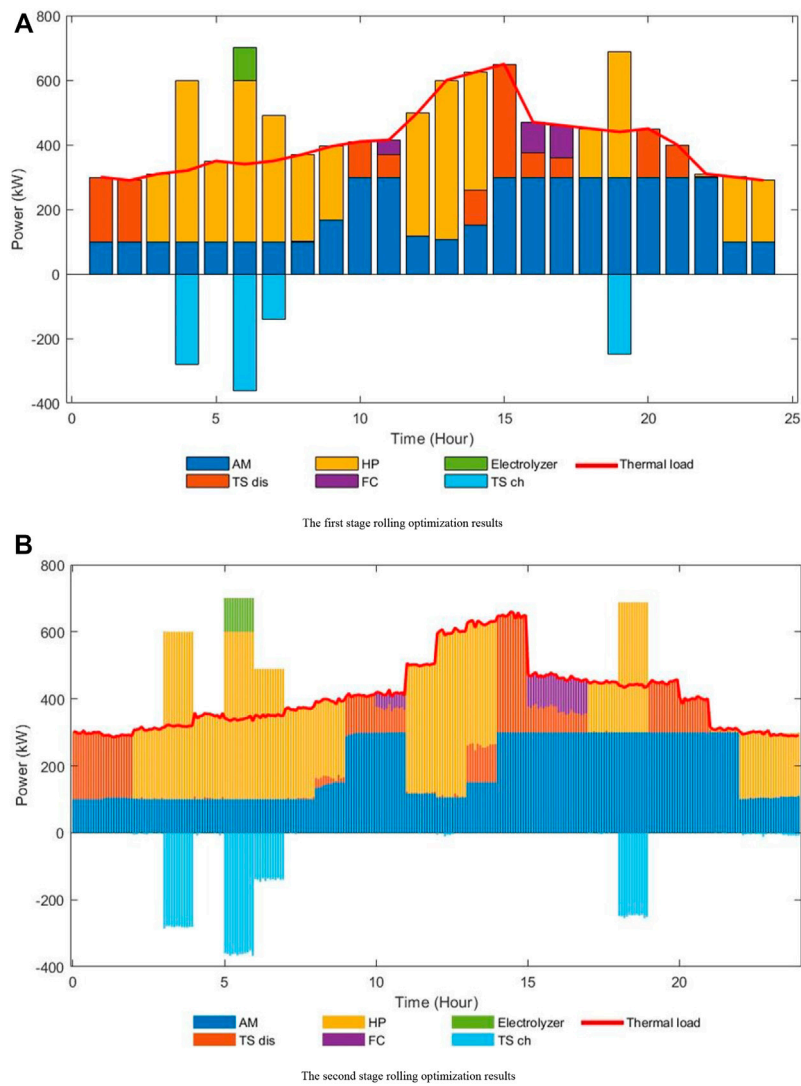 A
800
600
400
200
0
-200
-400
Power (kW)
0 5 10 15 20 25
Time (Hour)
AM HP Electrolyzer Thermal load
TS dis FC TS ch
The first stage rolling optimization results
B
800
600
400
200
0
-200
-400
Power (kW)
0 5 10 15 20
Time (Hour)
AM HP Electrolyzer Thermal load
TS dis FC TS ch
The second stage rolling optimization results